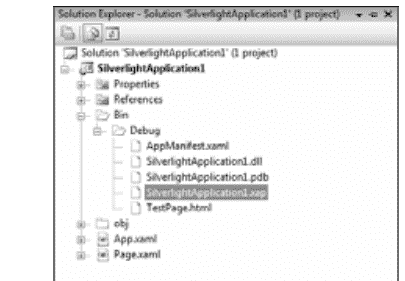 Solution Explorer - Solution 'SilverlightApplication1' (1 project)
Solution 'SilverlightApplication1' (1 project)
SilverlightApplication1
Properties
References
Bin
Debug
AppManifest.xaml
SilverlightApplication1.dll
SilverlightApplication1.pdb
SilverlightApplication1.xap
TestPage.html
obj
App.xaml
Page.xaml